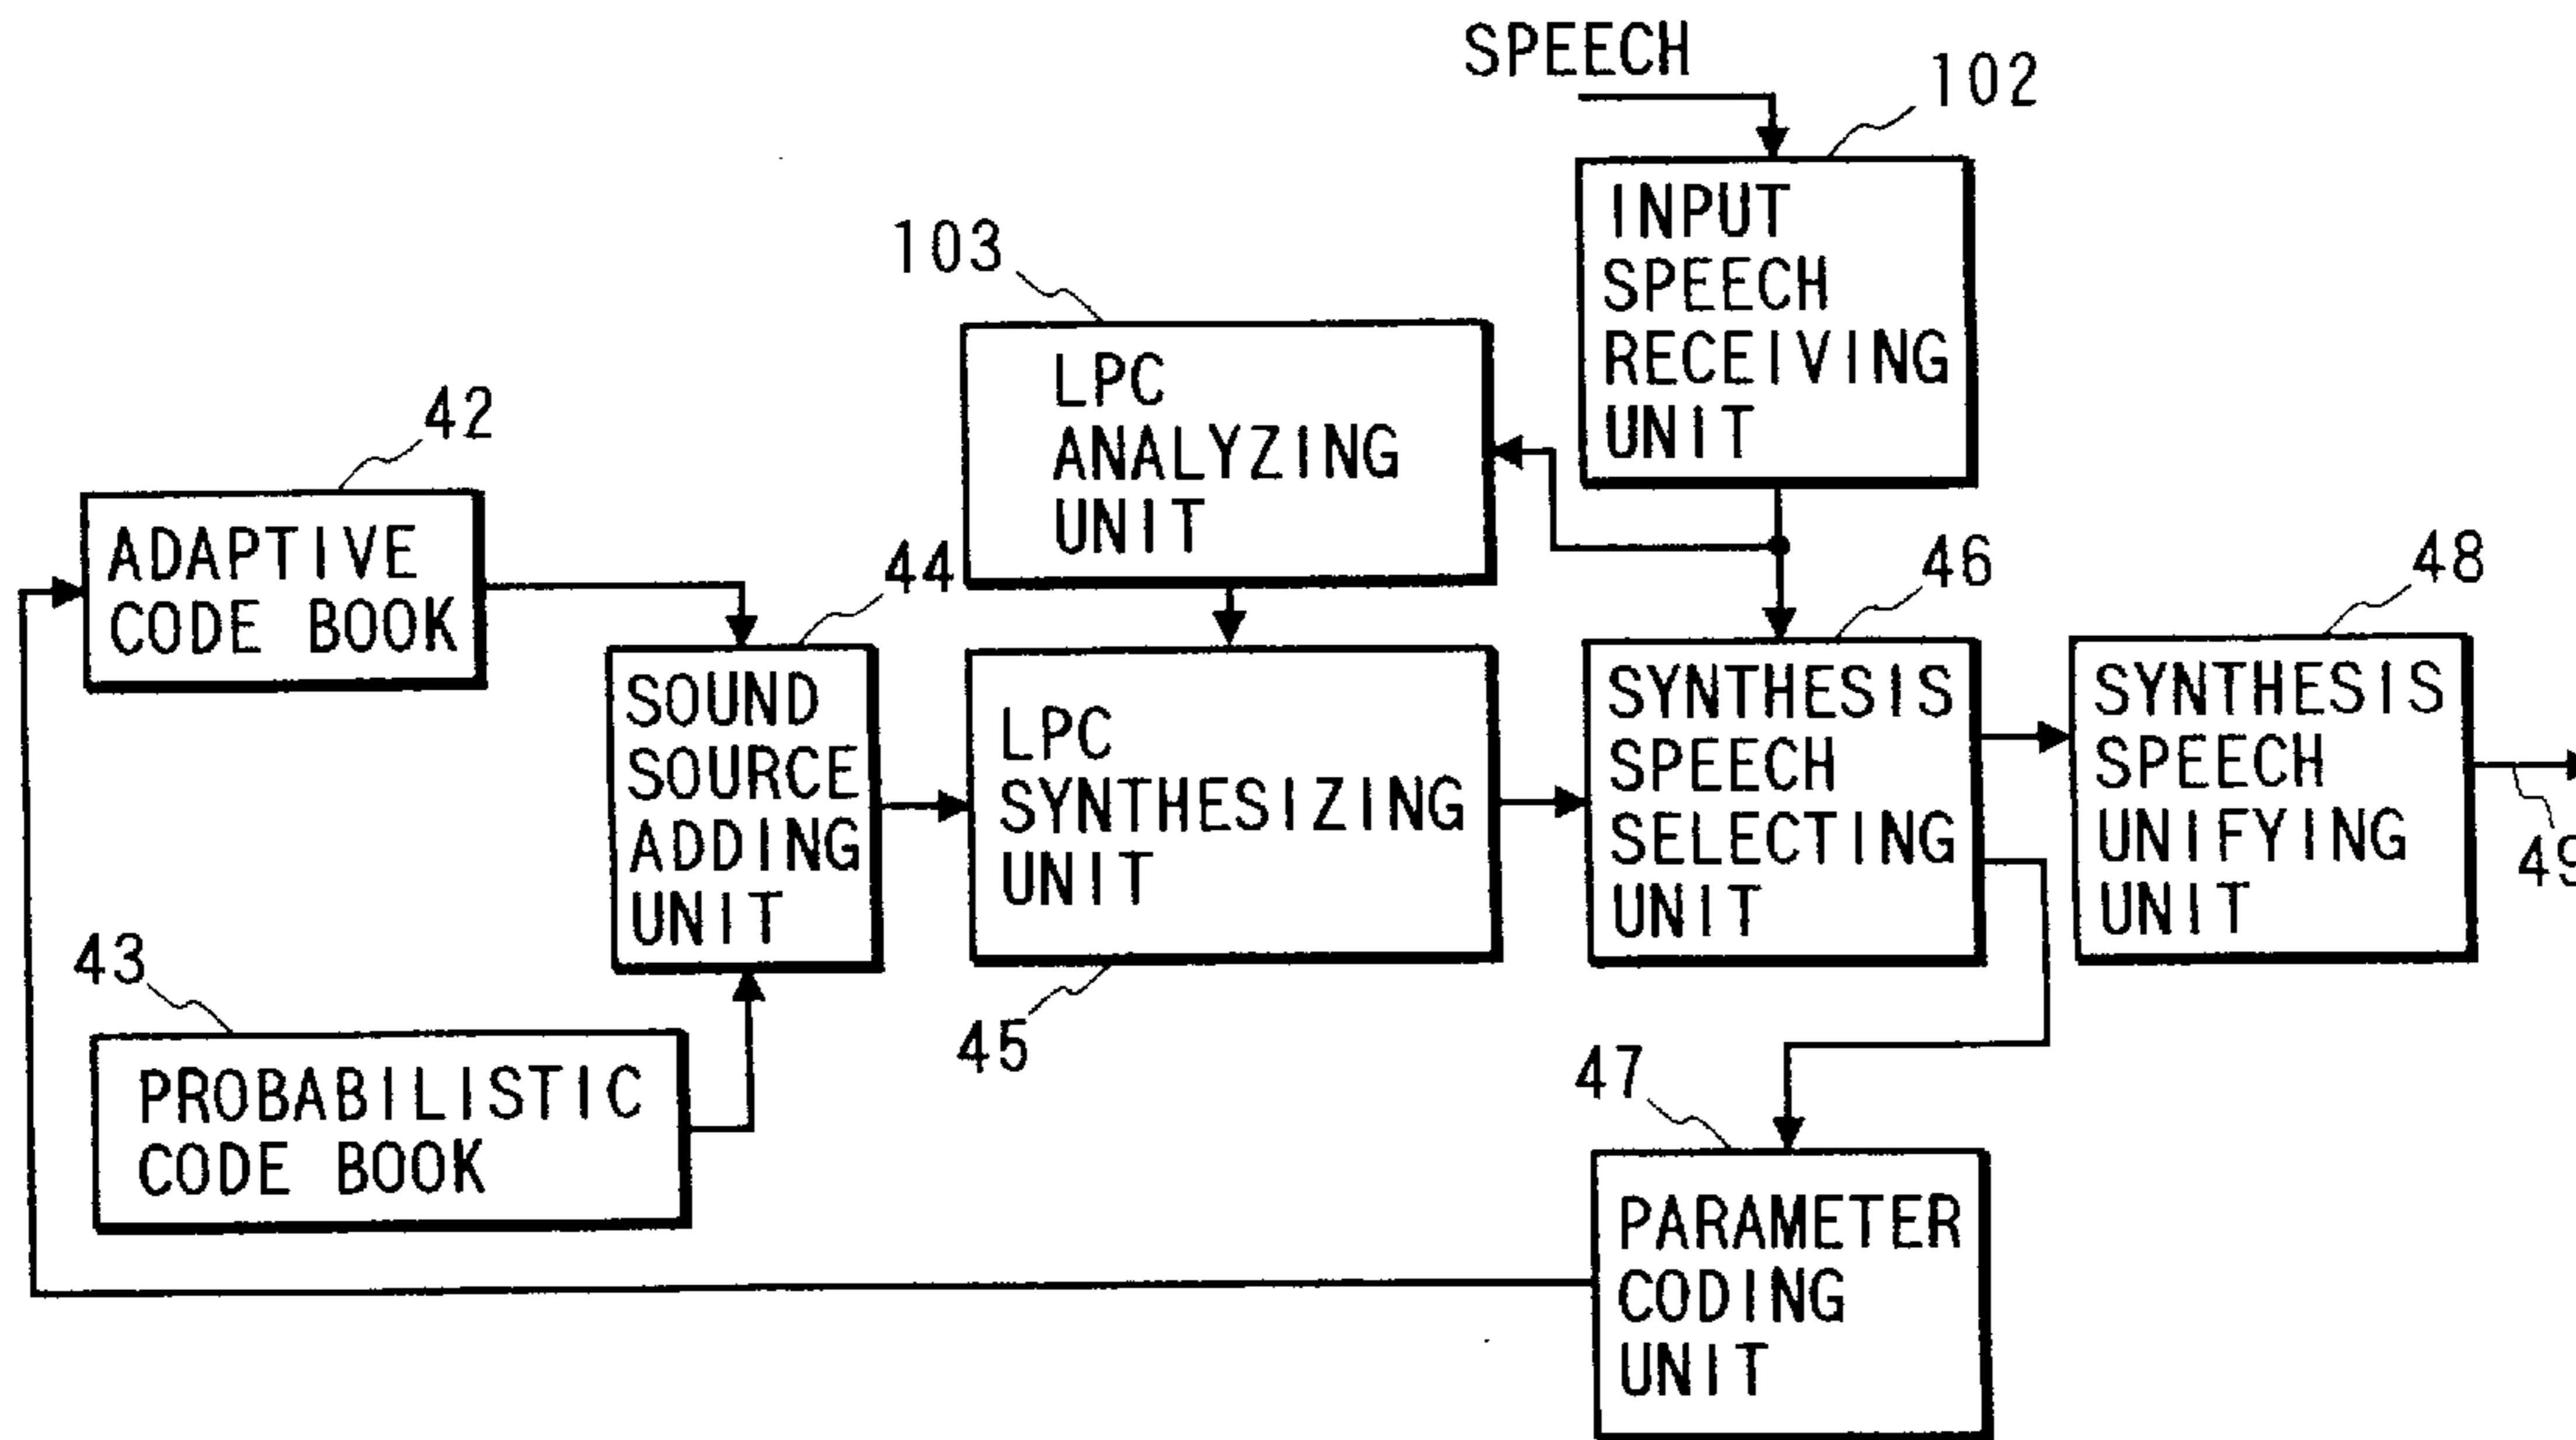 SPEECH
102
INPUT
SPEECH
RECEIVING
UNIT
103
LPC
ANALYZING
UNIT
42
ADAPTIVE
CODE BOOK
44
SOUND
SOURCE
ADDING
UNIT
43
PROBABILISTIC
CODE BOOK
LPC
SYNTHESIZING
UNIT
45
46
SYNTHESIS
SPEECH
SELECTING
UNIT
48
SYNTHESIS
SPEECH
UNIFYING
UNIT
49
47
PARAMETER
CODING
UNIT